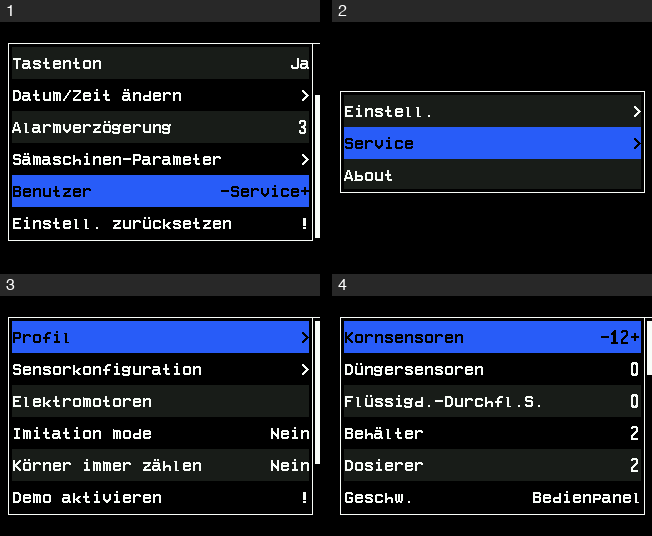 1
Tastenton Ja
Datum/Zeit ändern >
Alarmverzögerung 3
Sämaschinen-Parameter >
Benutzer -Service+
Einstell. zurücksetzen !
2
Einstell. >
Service >
About
3
Profil >
Sensorkonfiguration >
Elektromotoren
Imitation mode Nein
Körner immer zählen Nein
Demo aktivieren !
4
Kornsensoren -12+
Düngersensoren 0
Flüssigd.-Durchfl.S. 0
Behälter 2
Dosierer 2
Geschw. Bedienpanel